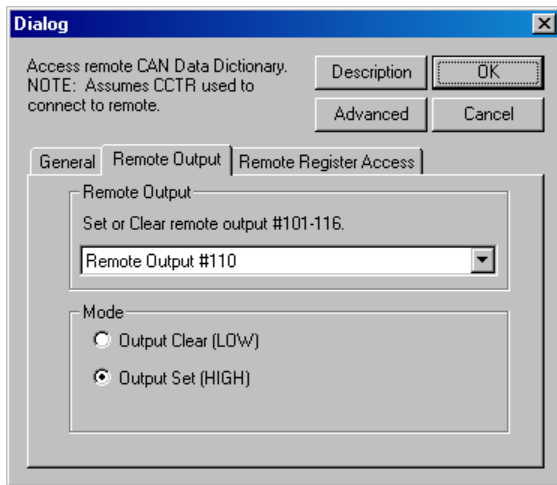 Dialog
Access remote CAN Data Dictionary.
NOTE:  Assumes CCTR used to
connect to remote.
Description
OK
Advanced
Cancel
General
Remote Output
Remote Register Access
Remote Output
Set or Clear remote output #101-116.
Remote Output #110
Mode
Output Clear (LOW)
Output Set (HIGH)